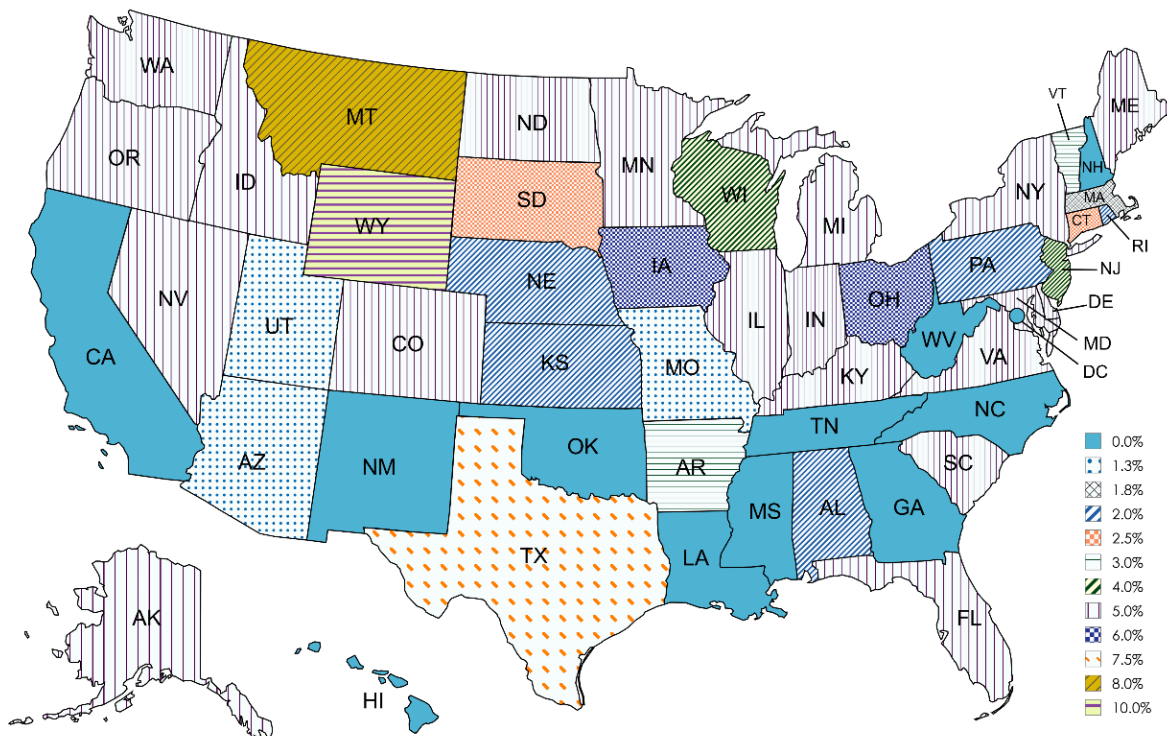 WA
MT
ND
MN
VT
ME
OR
ID
SD
WI
MI
NY
NH
MA
CT
RI
WY
IA
NE
PA
NJ
NV
UT
CO
IL
IN
OH
DE
MD
DC
CA
KS
MO
WV
VA
KY
AZ
NM
OK
AR
TN
NC
SC
MS
AL
GA
TX
LA
FL
AK
HI
0.0%
1.3%
1.8%
2.0%
2.5%
3.0%
4.0%
5.0%
6.0%
7.5%
8.0%
10.0%